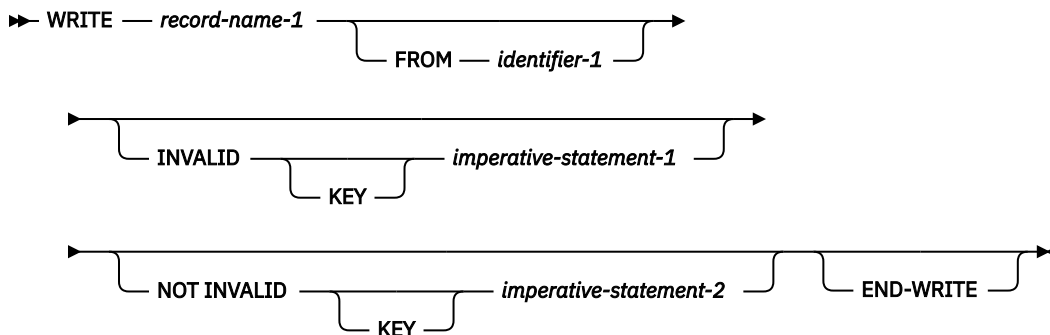 WRITE record-name-1
FROM identifier-1
INVALID imperative-statement-1
KEY
NOT INVALID imperative-statement-2 END-WRITE
KEY